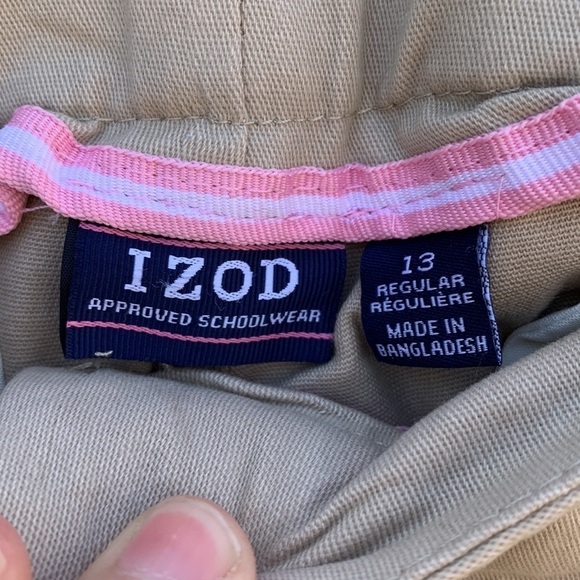 IZOD
APPROVED SCHOOLWEAR
13
REGULAR
RÉGULIÈRE
MADE IN
BANGLADESH